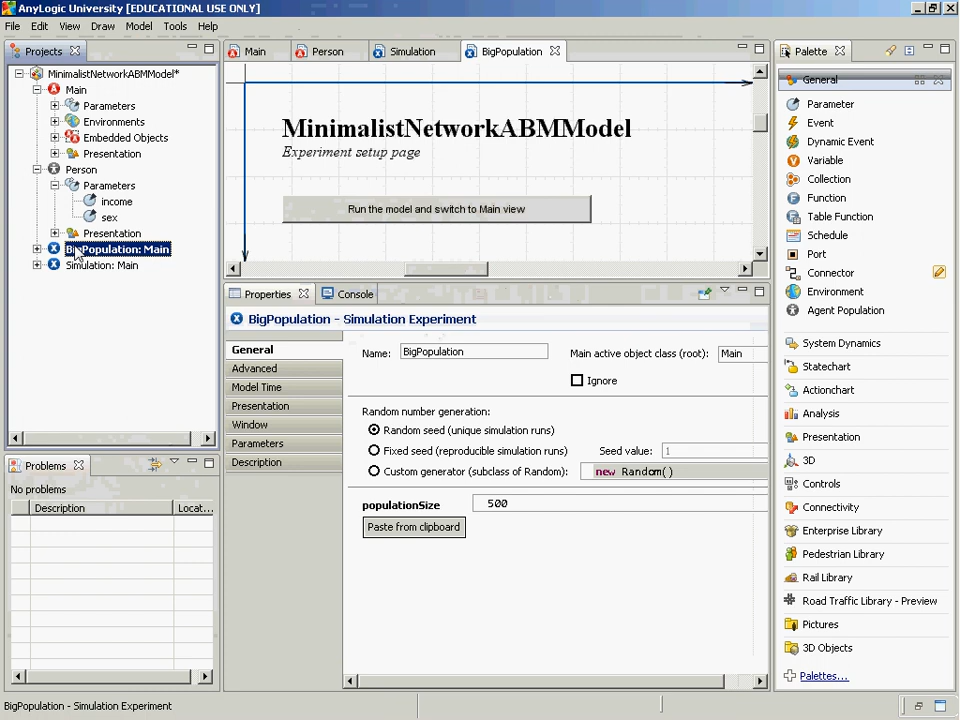 AnyLogic University [EDUCATIONAL USE ONLY]
File Edit View Draw Model Tools Help
Projects
MinimalistNetworkABMModel*
Main
Parameters
Environments
Embedded Objects
Presentation
Person
Parameters
income
sex
Presentation
BigPopulation: Main
Simulation: Main
Problems
No problems
Description Locat...
Main Person Simulation BigPopulation
MinimalistNetworkABMModel
Experiment setup page
Run the model and switch to Main view
Properties Console
BigPopulation - Simulation Experiment
General
Advanced
Model Time
Presentation
Window
Parameters
Description
Name: BigPopulation Main active object class (root): Main
Ignore
Random number generation:
Random seed (unique simulation runs)
Fixed seed (reproducible simulation runs) Seed value: 1
Custom generator (subclass of Random): new Random()
populationSize 500
Paste from clipboard
Palette
General
Parameter
Event
Dynamic Event
Variable
Collection
Function
Table Function
Schedule
Port
Connector
Environment
Agent Population
System Dynamics
Statechart
Actionchart
Analysis
Presentation
3D
Controls
Connectivity
Enterprise Library
Pedestrian Library
Rail Library
Road Traffic Library - Preview
Pictures
3D Objects
Palettes...
BigPopulation - Simulation Experiment